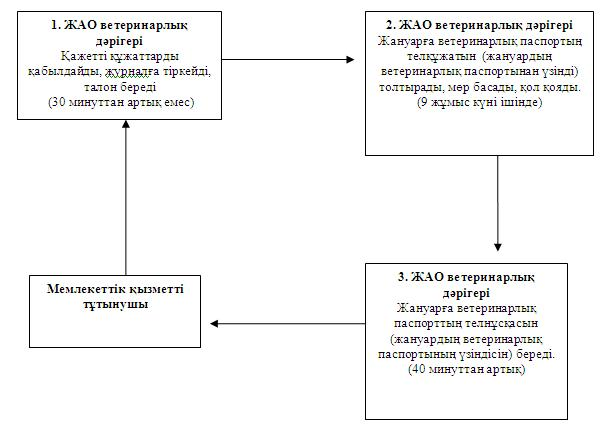 1. ЖАО ветеринарлық
дәрігері
Қажетті құжаттарды
қабылдайды, журналға тіркейді,
талон береді
(30 минуттан артық емес)
2. ЖАО ветеринарлық дәрігері
Жануарға ветеринарлық паспортың
телқұжатын (жануардың
ветеринарлық паспортынан үзінді)
толтырады, мөр басады, қол қояды.
(9 жұмыс күні ішінде)
3. ЖАО ветеринарлық
дәрігері
Жануарға ветеринарлық
паспорттың телнұсқасын
(жануардың ветеринарлық
паспортының үзіндісін) береді.
(40 минуттан артық)
Мемлекеттік қызметті
тұтынушы